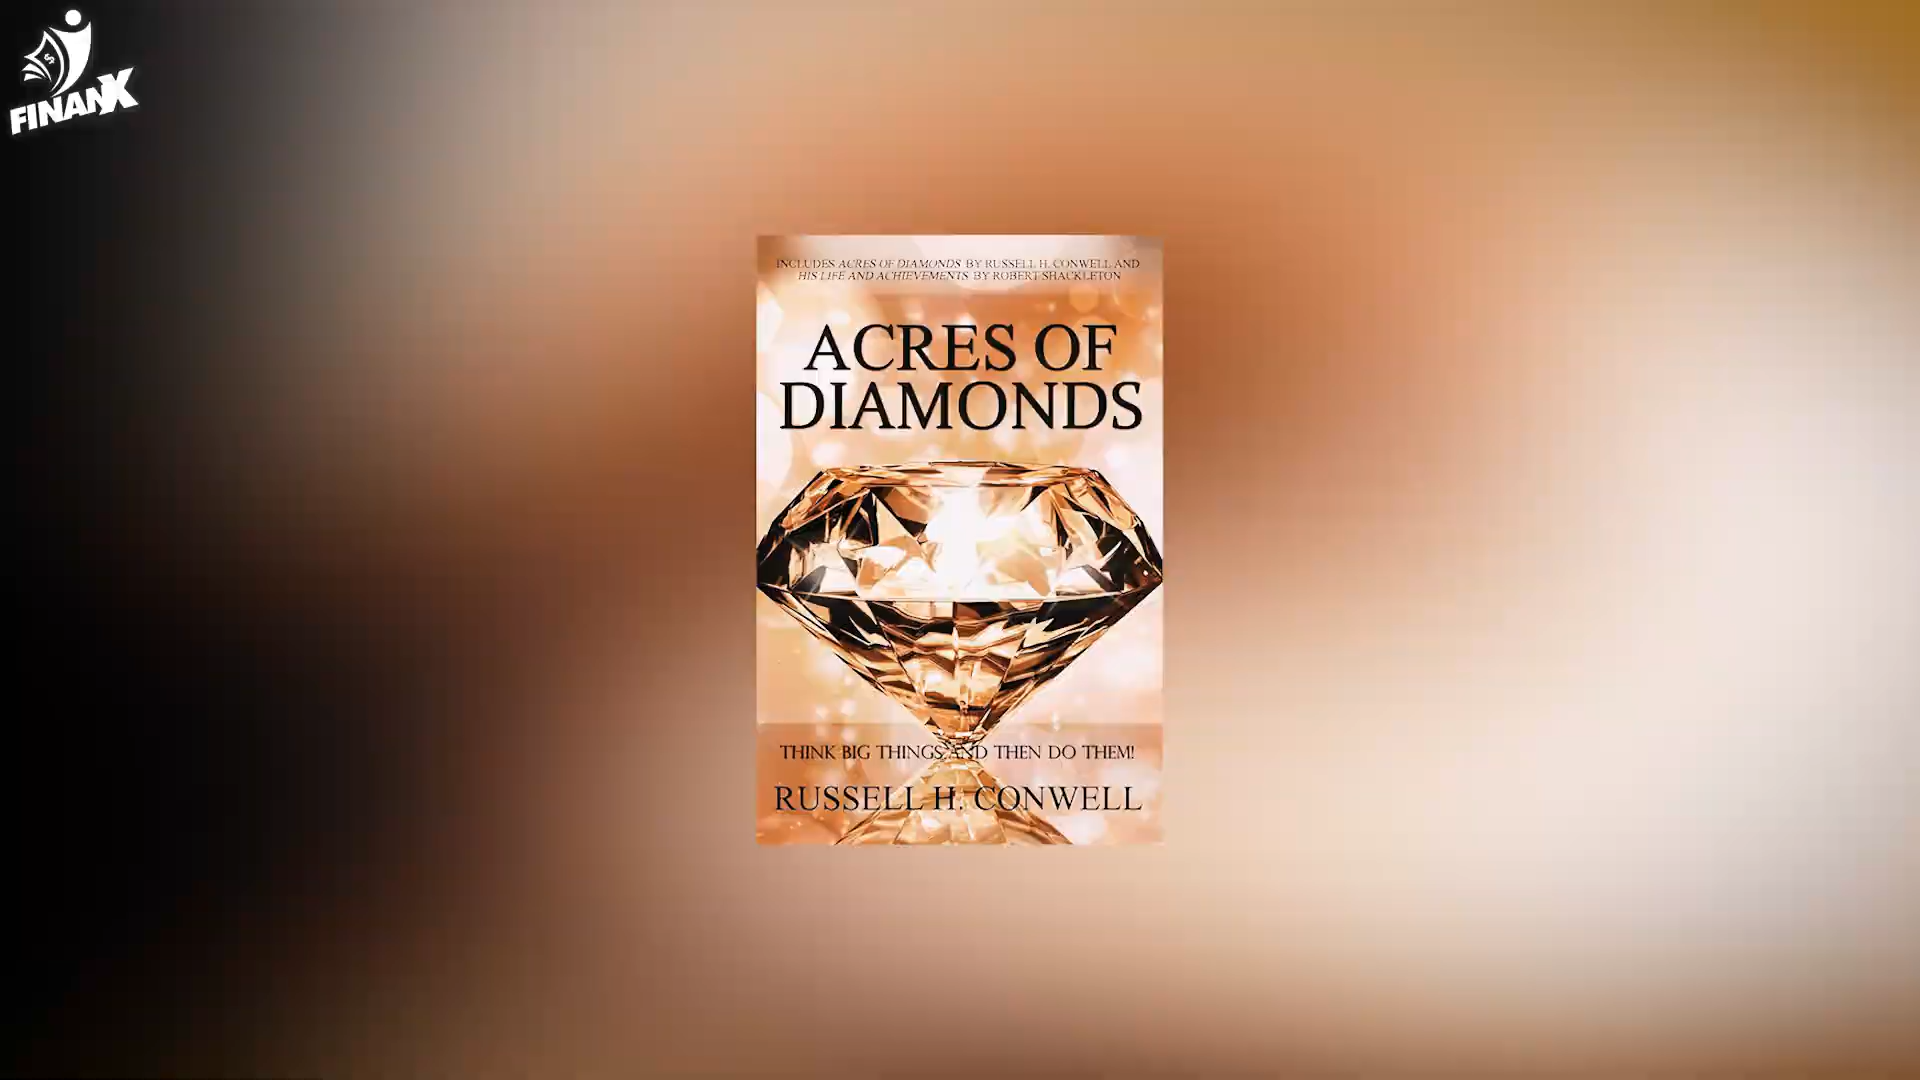 FINANX
INCLUDES ACRES OF DIAMONDS BY RUSSELL H. CONWELL AND
HIS LIFE AND ACHIEVEMENTS BY ROBERT SHACKLETON
ACRES OF
DIAMONDS
THINK BIG THINGS AND THEN DO THEM!
RUSSELL H. CONWELL